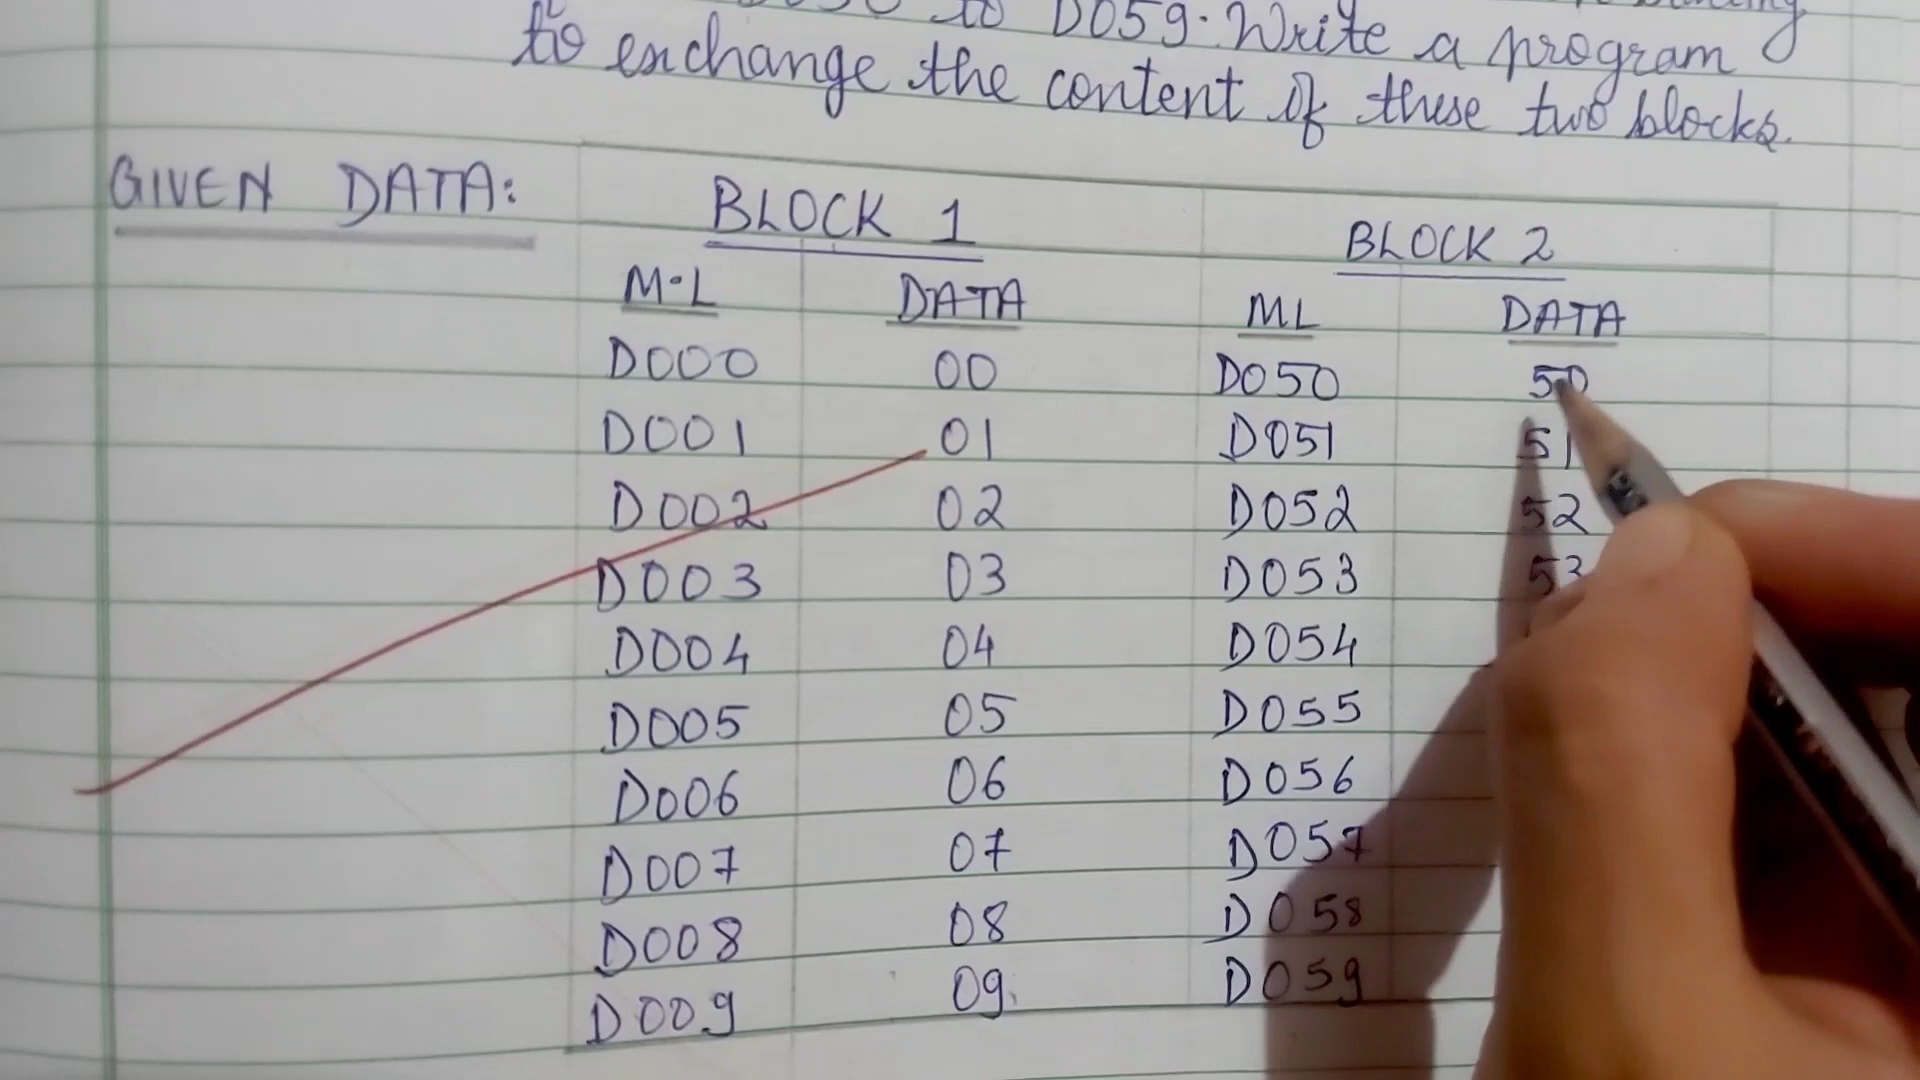 to D059. Write a program
to exchange the content of these two blocks.
GIVEN DATA: BLOCK 1 BLOCK 2
M.L DATA ML DATA
D000 00 D050 50
D001 01 D051 51
D002 02 D052 52
D003 03 D053 53
D004 04 D054
D005 05 D055
D006 06 D056
D007 07 D057
D008 08 D058
D009 09. D059